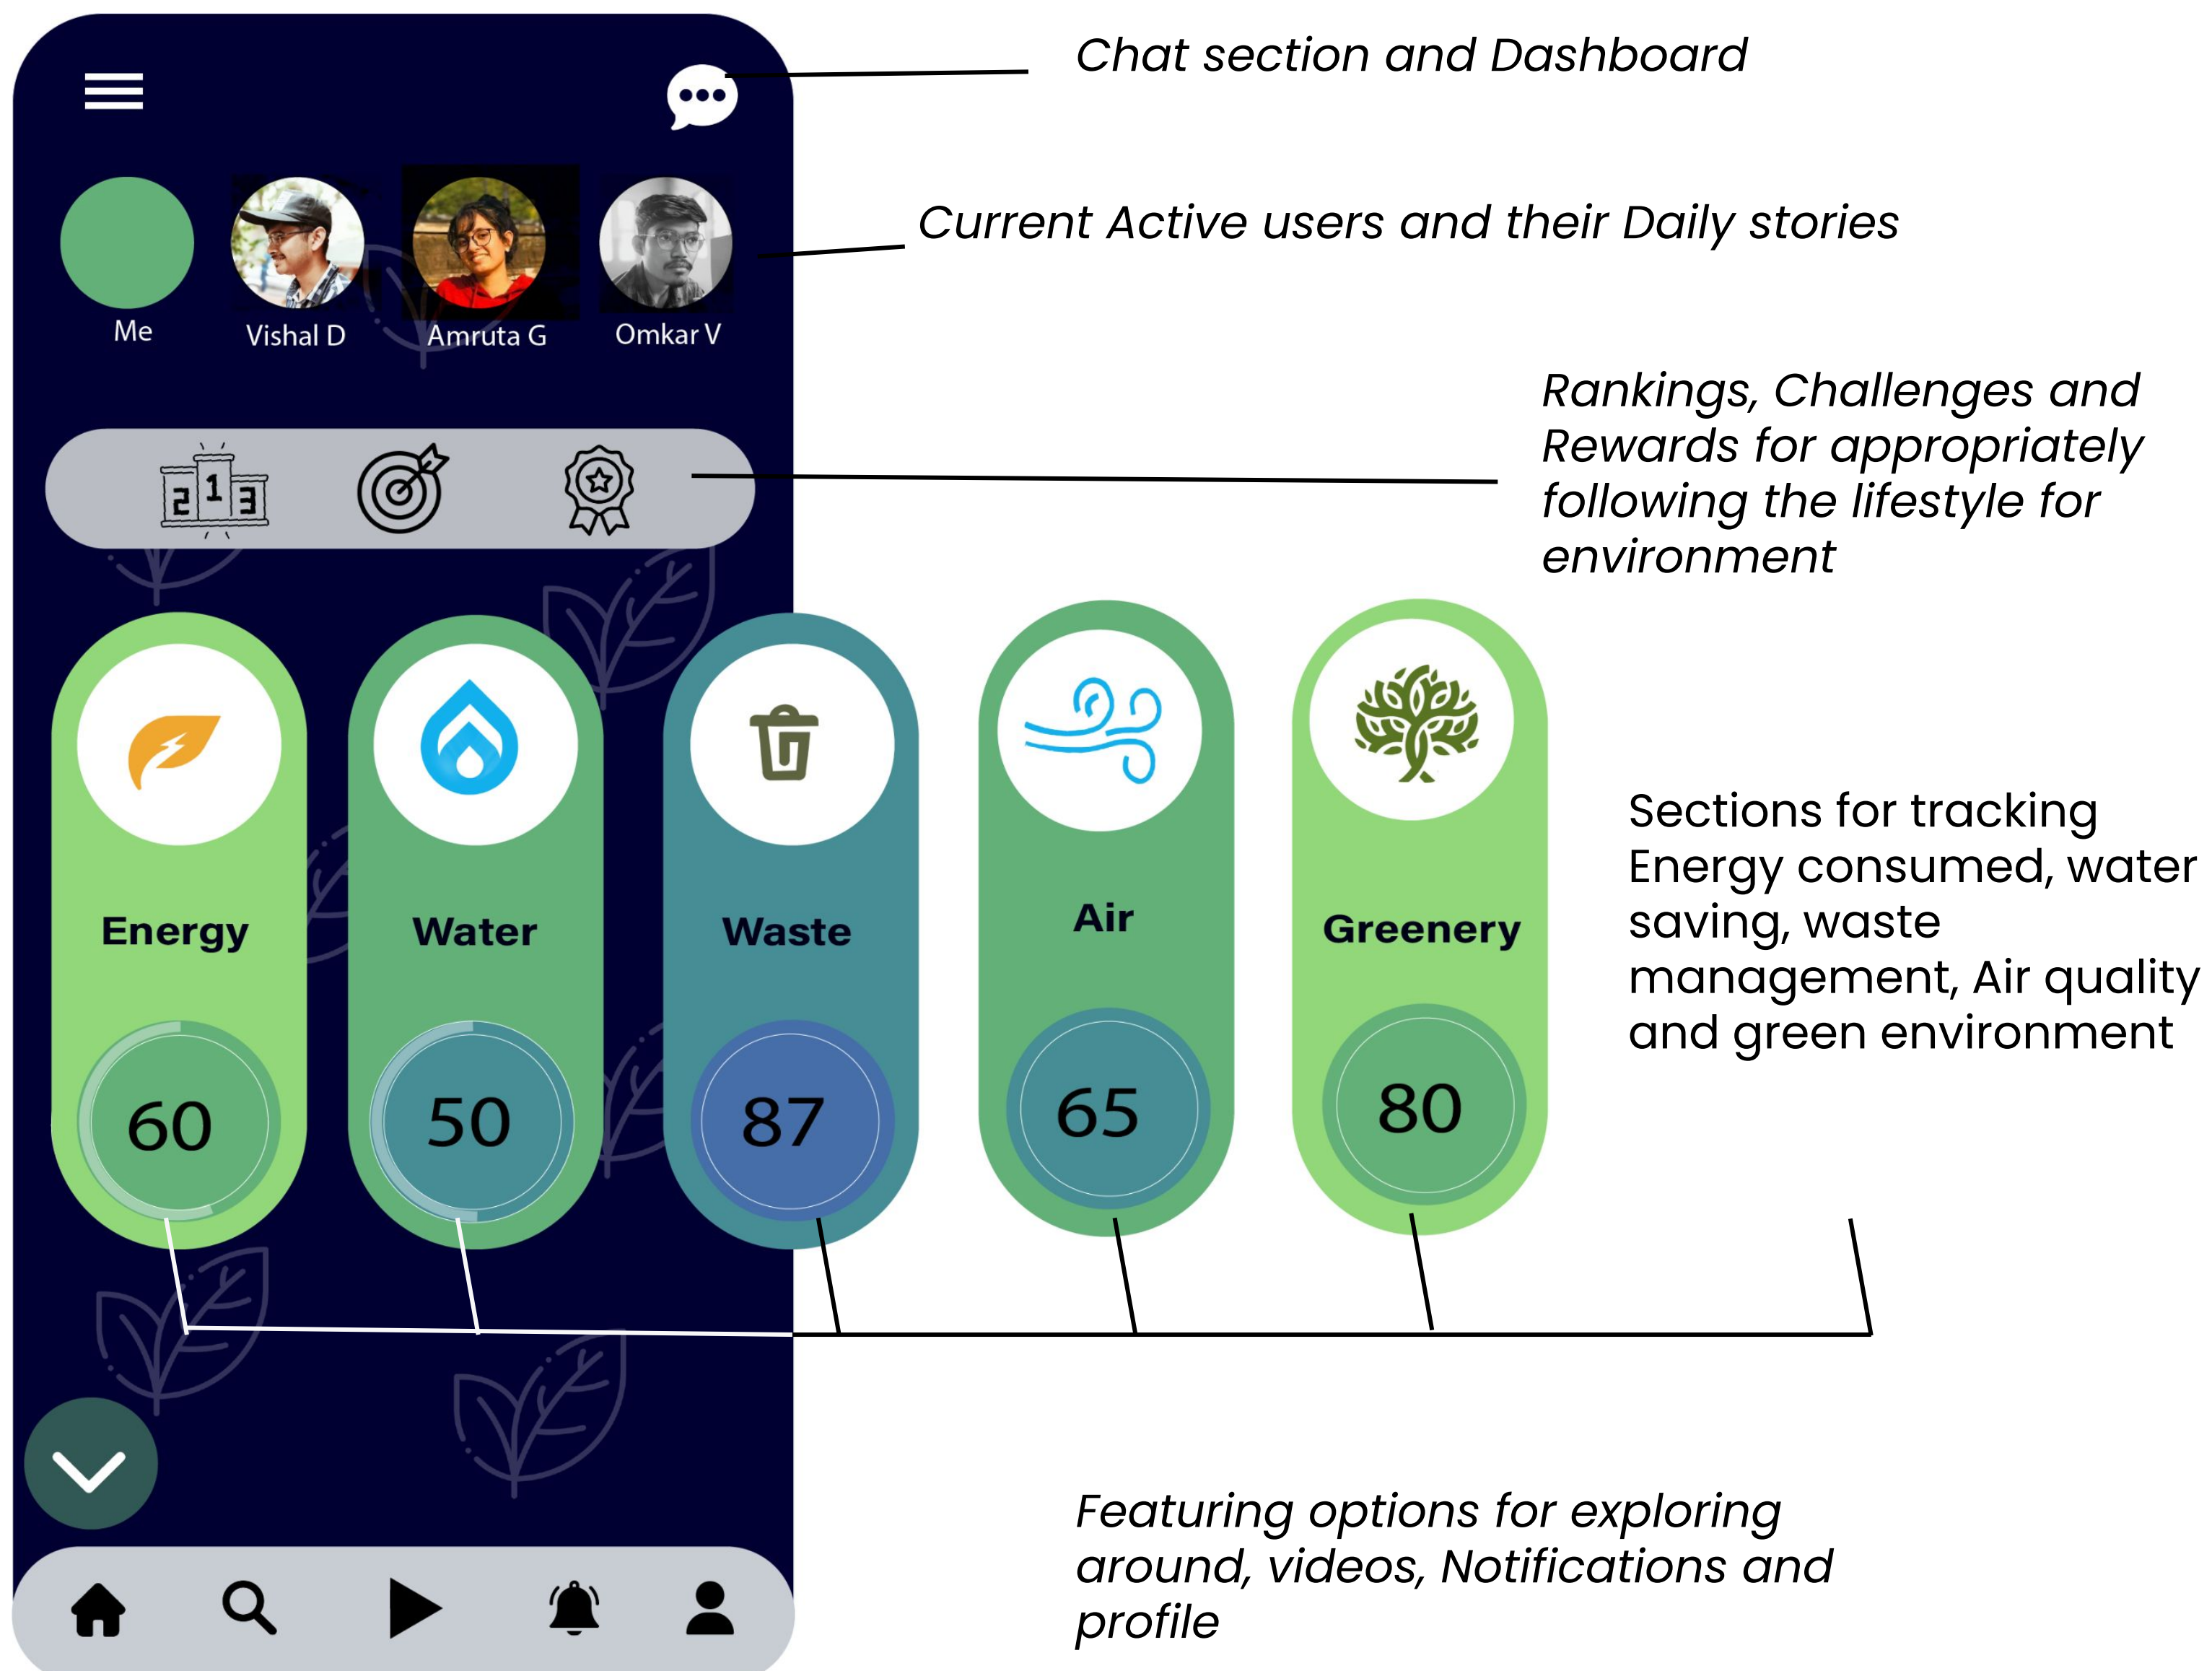 Chat section and Dashboard
Current Active users and their Daily stories
Me
Vishal D
Amruta G
Omkar V
Rankings, Challenges and
Rewards for appropriately
following the lifestyle for
environment
2 1 3
Energy
Water
Waste
Air
Greenery
Sections for tracking
Energy consumed, water
saving, waste
management, Air quality
and green environment
60
50
87
65
80
Featuring options for exploring
around, videos, Notifications and
profile